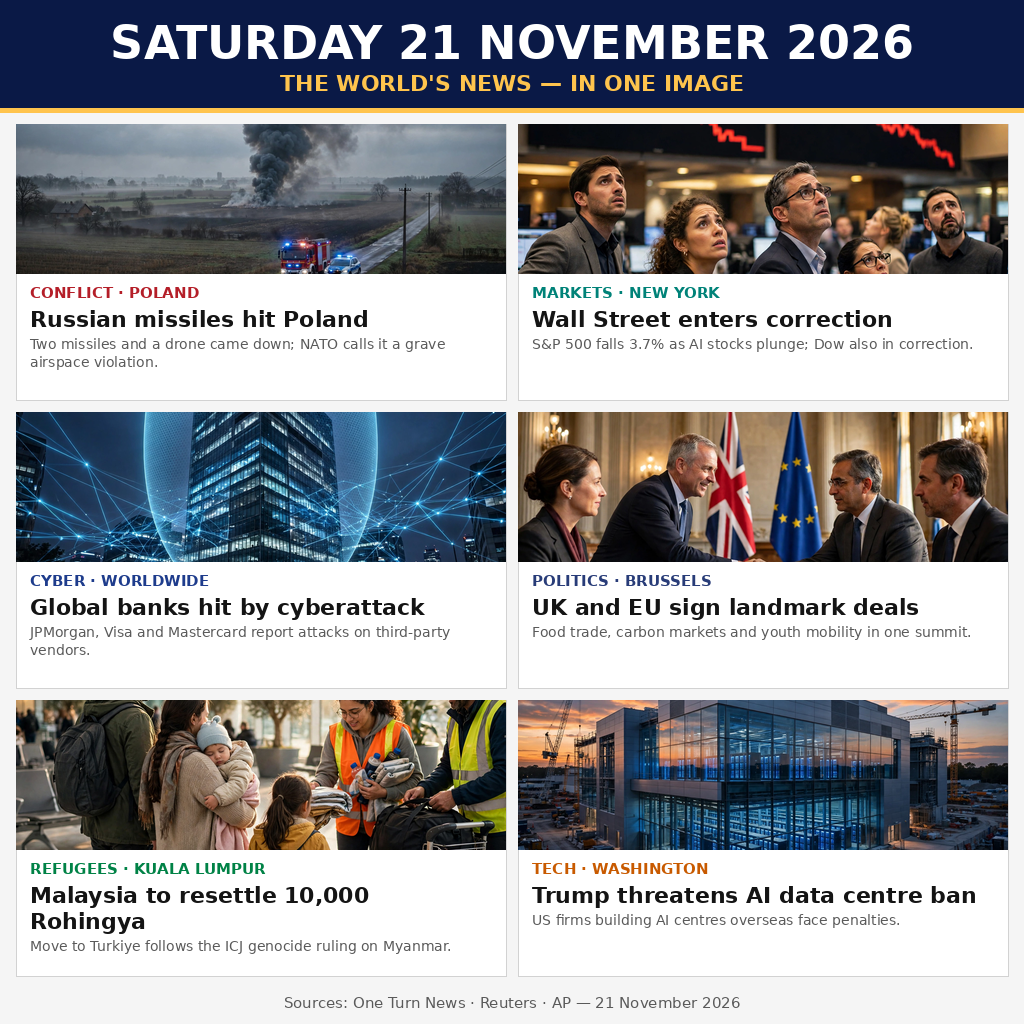 SATURDAY 21 NOVEMBER 2026
THE WORLD'S NEWS — IN ONE IMAGE
CONFLICT · POLAND
Russian missiles hit Poland
Two missiles and a drone came down; NATO calls it a grave
airspace violation.
MARKETS · NEW YORK
Wall Street enters correction
S&P 500 falls 3.7% as AI stocks plunge; Dow also in correction.
CYBER · WORLDWIDE
Global banks hit by cyberattack
JPMorgan, Visa and Mastercard report attacks on third-party
vendors.
POLITICS · BRUSSELS
UK and EU sign landmark deals
Food trade, carbon markets and youth mobility in one summit.
REFUGEES · KUALA LUMPUR
Malaysia to resettle 10,000
Rohingya
Move to Turkiye follows the ICJ genocide ruling on Myanmar.
TECH · WASHINGTON
Trump threatens AI data centre ban
US firms building AI centres overseas face penalties.
Sources: One Turn News · Reuters · AP — 21 November 2026